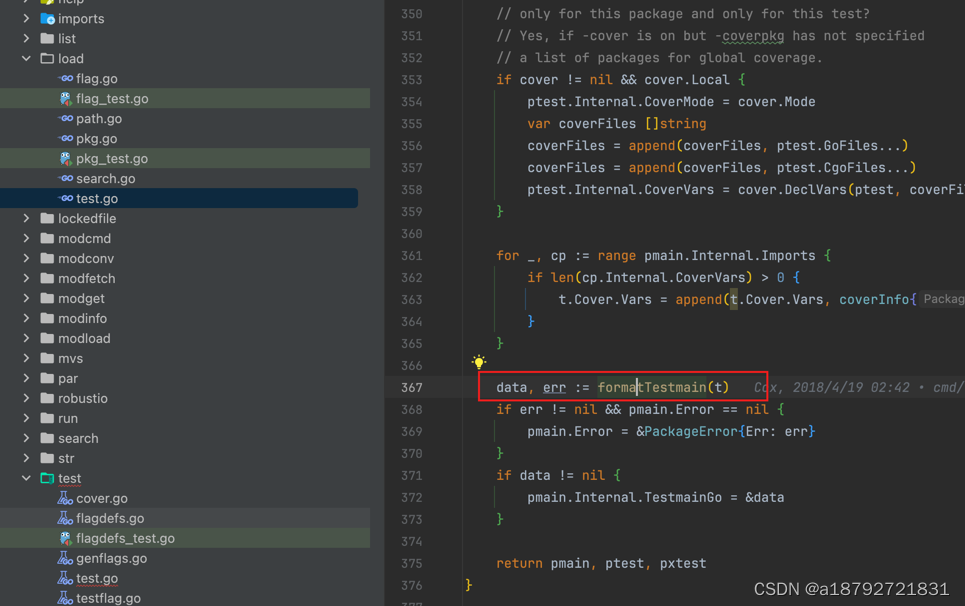 help
imports
list
load
flag.go
flag_test.go
path.go
pkg.go
pkg_test.go
search.go
test.go
lockedfile
modcmd
modconv
modfetch
modget
modinfo
modload
mvs
par
robustio
run
search
str
test
cover.go
flagdefs.go
flagdefs_test.go
genflags.go
test.go
testflag.go
350 // only for this package and only for this test?
351 // Yes, if -cover is on but -coverpkg has not specified
352 // a list of packages for global coverage.
353 if cover != nil && cover.Local {
354 ptest.Internal.CoverMode = cover.Mode
355 var coverFiles []string
356 coverFiles = append(coverFiles, ptest.GoFiles...)
357 coverFiles = append(coverFiles, ptest.CgoFiles...)
358 ptest.Internal.CoverVars = cover.DeclVars(ptest, coverFi
359 }
360
361 for _, cp := range pmain.Internal.Imports {
362 if len(cp.Internal.CoverVars) > 0 {
363 t.Cover.Vars = append(t.Cover.Vars, coverInfo{ Packag
364 }
365 }
366
367 data, err := formatTestmain(t) Cox, 2018/4/19 02:42 • cmd/
368 if err != nil && pmain.Error == nil {
369 pmain.Error = &PackageError{Err: err}
370 }
371 if data != nil {
372 pmain.Internal.TestmainGo = &data
373 }
374
375 return pmain, ptest, pxtest
376 }
CSDN @a18792721831